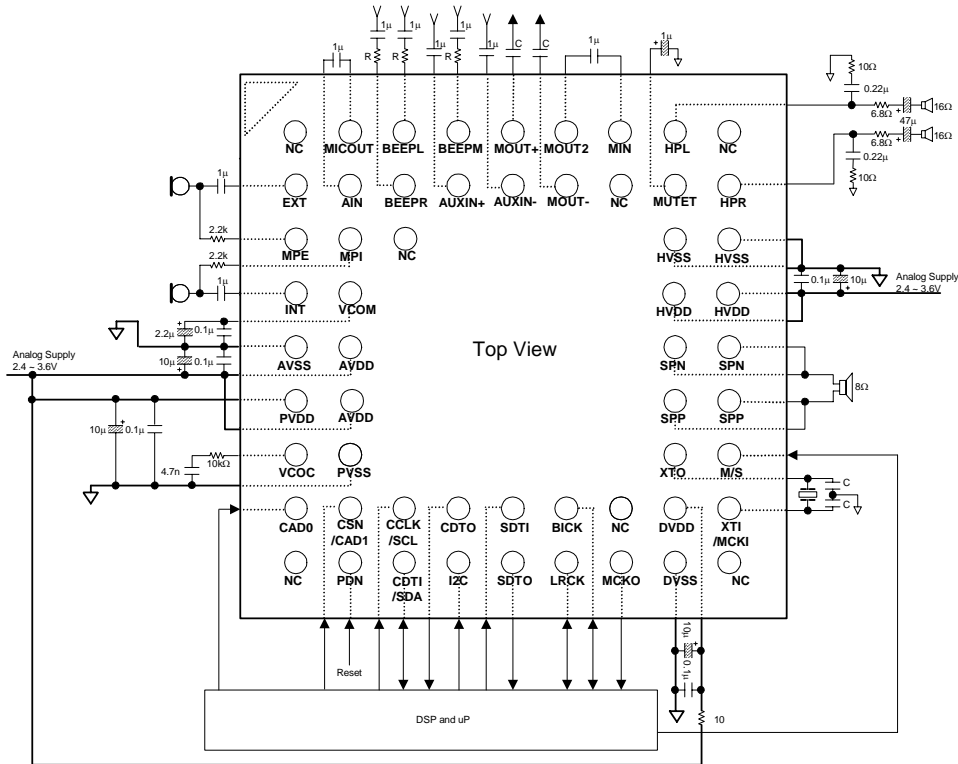 1μ 1μ 1μ 1μ 1μ 1μ 1μ
1μ R R R C C
10Ω
0.22μ
16Ω
6.8Ω 47μ
16Ω
6.8Ω
0.22μ
10Ω
NC MICOUT BEEPL BEEPM MOUT+ MOUT2 MIN HPL NC
1μ
EXT AIN BEEPR AUXIN+ AUXIN- MOUT- NC MUTET HPR
2.2k
MPE MPI NC HVSS HVSS
2.2k
1μ
0.1μ 10μ
Analog Supply
2.4 ~ 3.6V
INT VCOM HVDD HVDD
2.2μ 0.1μ
Top View
AVSS AVDD SPN SPN
Analog Supply
2.4 ~ 3.6V
10μ 0.1μ
8Ω
PVDD AVDD SPP SPP
10μ 0.1μ
VCOC PVSS XTO M/S
4.7n 10kΩ
C
C
CAD0 CSN CCLK CDTO SDTI BICK NC DVDD XTI
/CAD1 /SCL /MCKI
NC PDN CDTI I2C SDTO LRCK MCKO DVSS NC
/SDA
10μ
0.1μ
Reset
DSP and uP
10